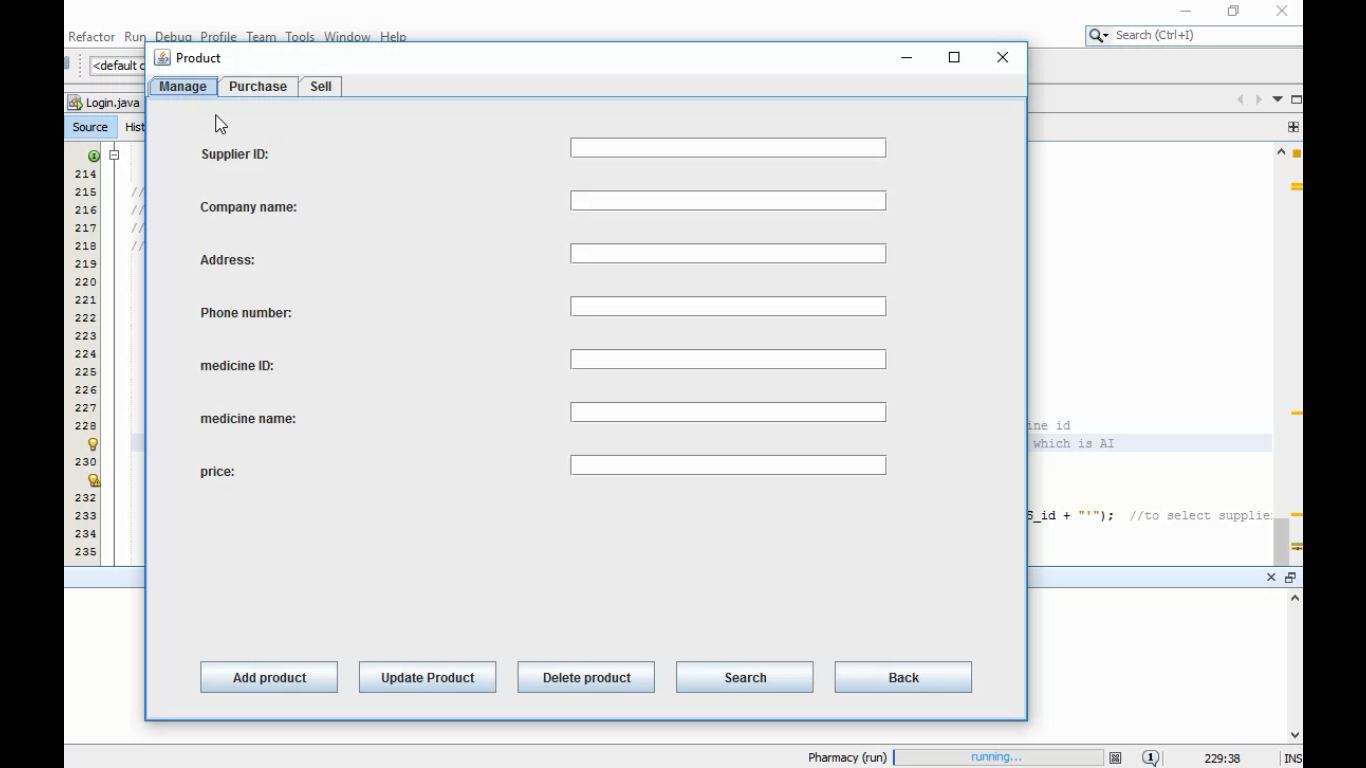 Refactor Run Debug Profile Team Tools Window Help
Search (Ctrl+I)
Product
<default c
Manage Purchase Sell
Login.java
Source Hist
Supplier ID:
214
215 //
Company name:
216 //
217 //
218 //
Address:
219
220
221
Phone number:
222
223
224
medicine ID:
225
226
227
medicine name:
228 ine id
which is AI
230
price:
232
233 S_id + "'"); //to select supplie
234
235
Add product Update Product Delete product Search Back
Pharmacy (run) running... 1 229:38 INS